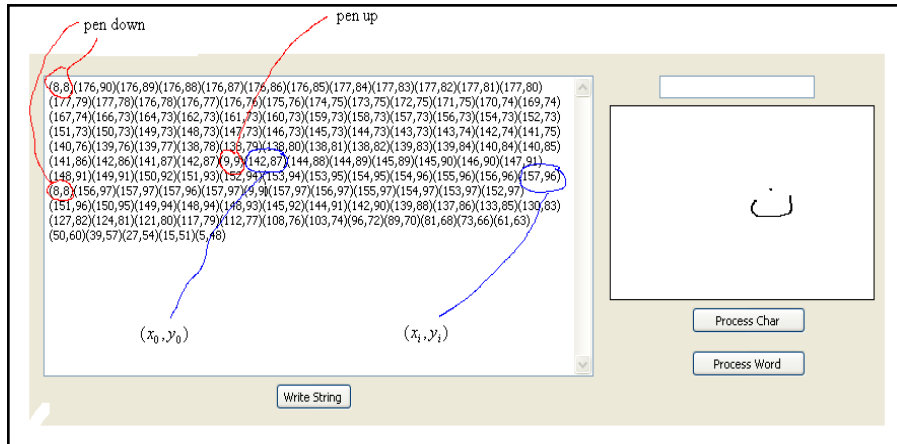 pen down
pen up
(8,8)(176,90)(176,89)(176,88)(176,87)(176,86)(176,85)(177,84)(177,83)(177,82)(177,81)(177,80)
(177,79)(177,78)(176,78)(176,77)(176,76)(175,76)(174,75)(173,75)(172,75)(171,75)(170,74)(169,74)
(167,74)(166,73)(164,73)(162,73)(161,73)(160,73)(159,73)(158,73)(157,73)(156,73)(154,73)(152,73)
(151,73)(150,73)(149,73)(148,73)(147,73)(146,73)(145,73)(144,73)(143,73)(143,74)(142,74)(141,75)
(140,76)(139,76)(139,77)(138,78)(138,79)(138,80)(138,81)(138,82)(139,83)(139,84)(140,84)(140,85)
(141,86)(142,86)(141,87)(142,87)(9,9)(142,87)(144,88)(144,89)(145,89)(145,90)(146,90)(147,91)
(148,91)(149,91)(150,92)(151,93)(152,94)(153,94)(153,95)(154,95)(154,96)(155,96)(156,96)(157,96)
(8,8)(156,97)(157,97)(157,96)(157,97)(9,9)(157,97)(156,97)(155,97)(154,97)(153,97)(152,97)
(151,96)(150,95)(149,94)(148,94)(148,93)(145,92)(144,91)(142,90)(139,88)(137,86)(133,85)(130,83)
(127,82)(124,81)(121,80)(117,79)(112,77)(108,76)(103,74)(96,72)(89,70)(81,68)(73,66)(61,63)
(50,60)(39,57)(27,54)(15,51)(5,48)
(x₀,y₀)
(xᵢ,yᵢ)
ن
Process Char
Process Word
Write String